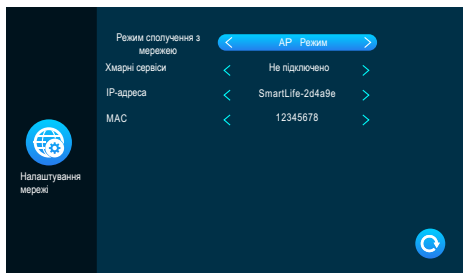 Режим сполучення з
мережею
AP Режим
Хмарні сервіси
Не підключено
IP-адреса
SmartLife-2d4a9e
MAC
12345678
Налаштування
мережі